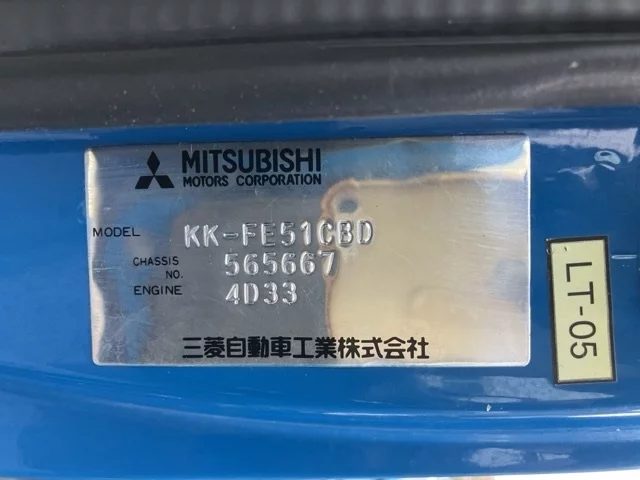 MITSUBISHI
MOTORS CORPORATION
MODEL KK-FE51CBD
CHASSIS NO. 565667
ENGINE 4D33
三菱自動車工業株式会社
LT-05